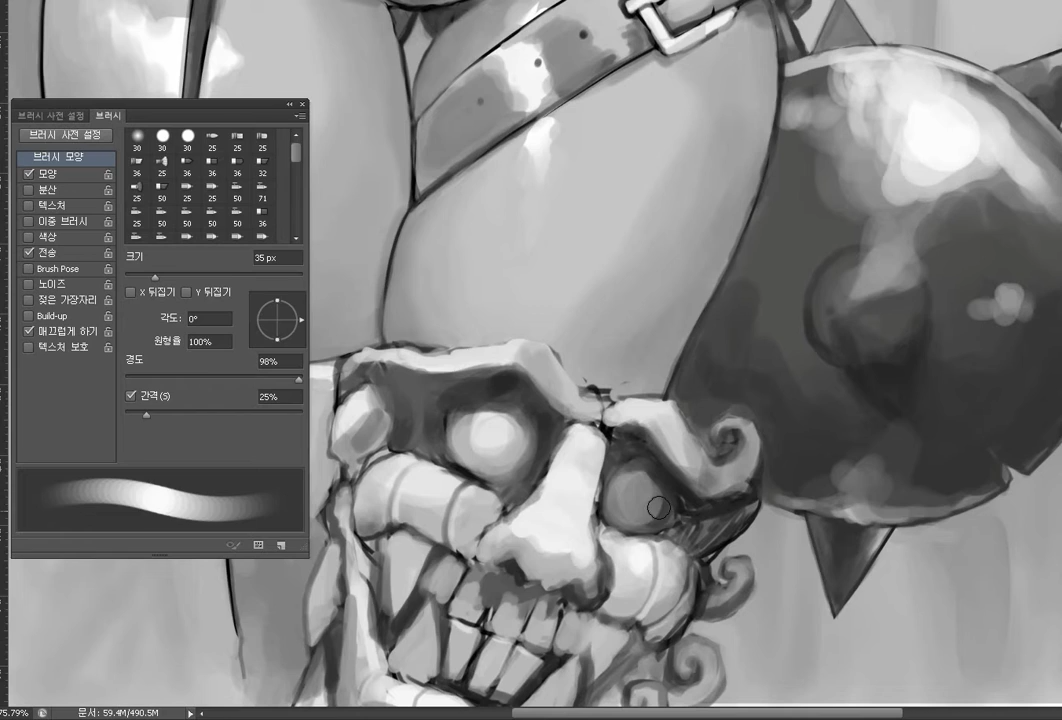 브러시 사전 설정 브러시
브러시 사전 설정
브러시 모양
모양
분산
텍스처
이중 브러시
색상
전송
Brush Pose
노이즈
젖은 가장자리
Build-up
매끄럽게 하기
텍스처 보호
30 30 30 25 25 25
36 25 36 36 36 32
25 50 36 36 50 71
25 50 50 50 50 36
크기 35 px
X 뒤집기 Y 뒤집기
각도: 0°
원형율 100%
경도 98%
간격(S) 25%
75.79% 문서: 59.4M/490.5M